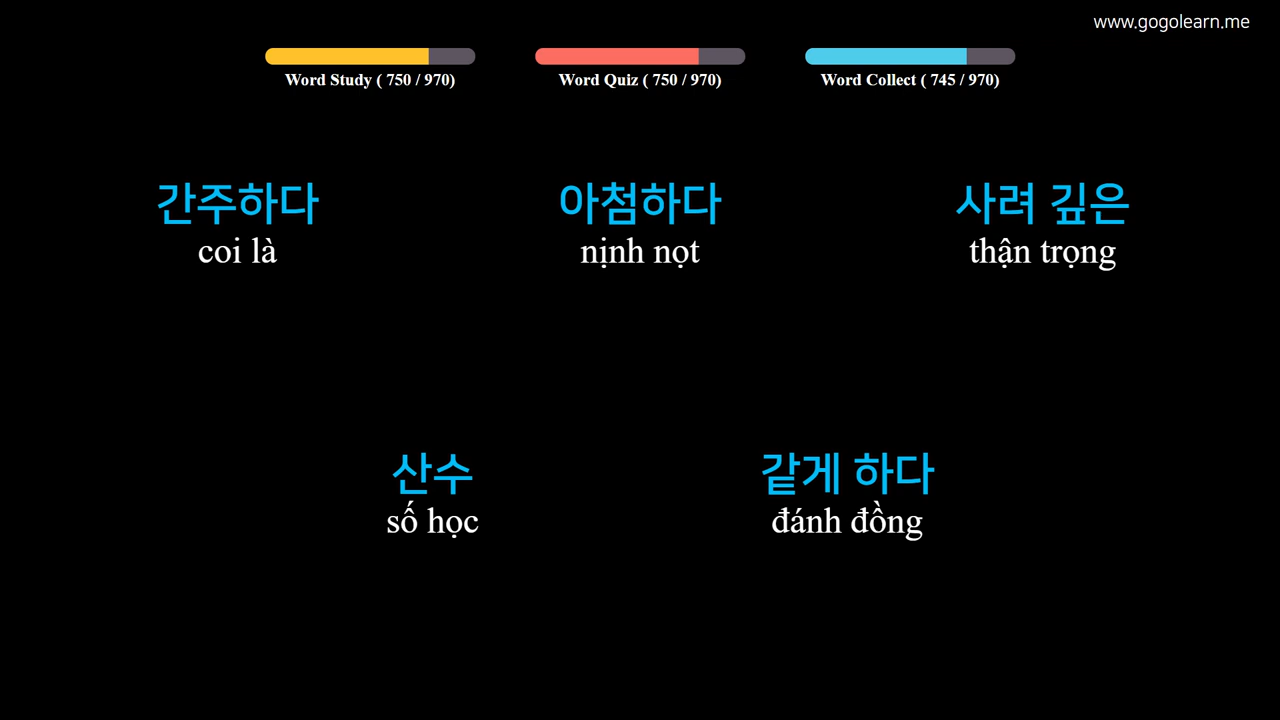 www.gogolearn.me
Word Study ( 750 / 970)
Word Quiz ( 750 / 970)
Word Collect ( 745 / 970)
간주하다
coi là
아첨하다
nịnh nọt
사려 깊은
thận trọng
산수
số học
같게 하다
đánh đồng